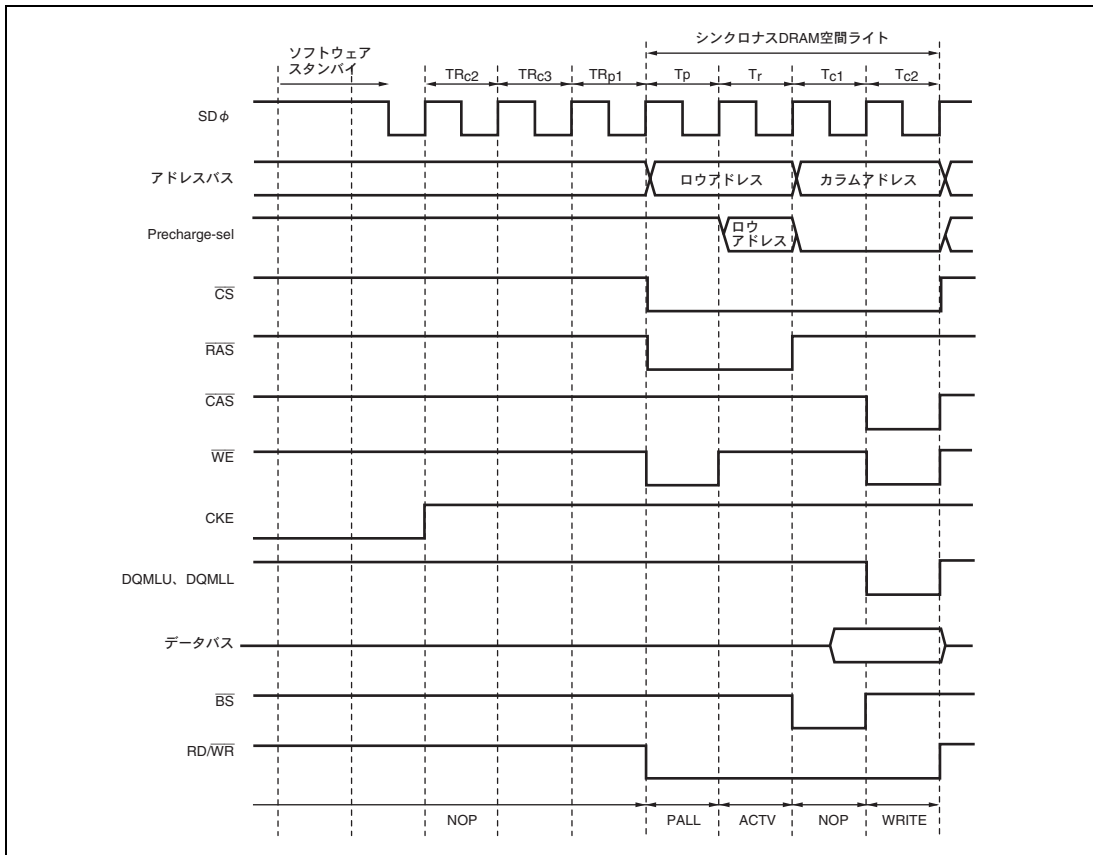 シンクロナスDRAM空間ライト
ソフトウェア
スタンバイ
TRc2 TRc3 TRp1 Tp Tr Tc1 Tc2
SDφ
アドレスバス ロウアドレス カラムアドレス
Precharge-sel ロウ
アドレス
CS
RAS
CAS
WE
CKE
DQMLU、DQMLL
データバス
BS
RD/WR
NOP PALL ACTV NOP WRITE